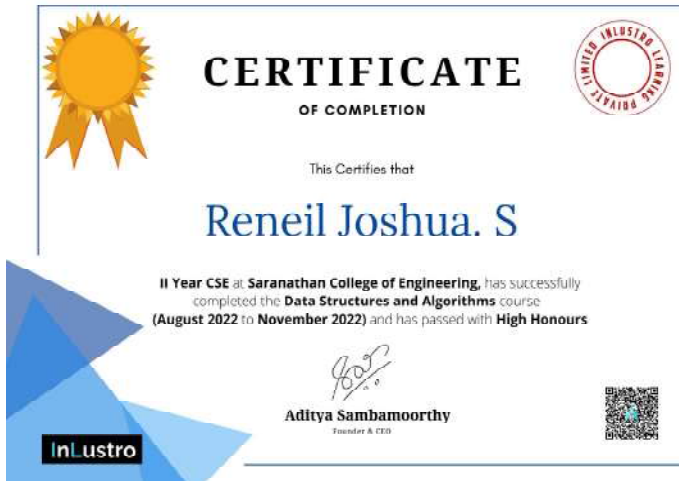 CERTIFICATE
OF COMPLETION
INLUSTRO LEARNING PRIVATE LIMITED
This Certifies that
Reneil Joshua. S
II Year CSE at Saranathan College of Engineering, has successfully
completed the Data Structures and Algorithms course
(August 2022 to November 2022) and has passed with High Honours
Aditya Sambamoorthy
Founder & CEO
InLustro